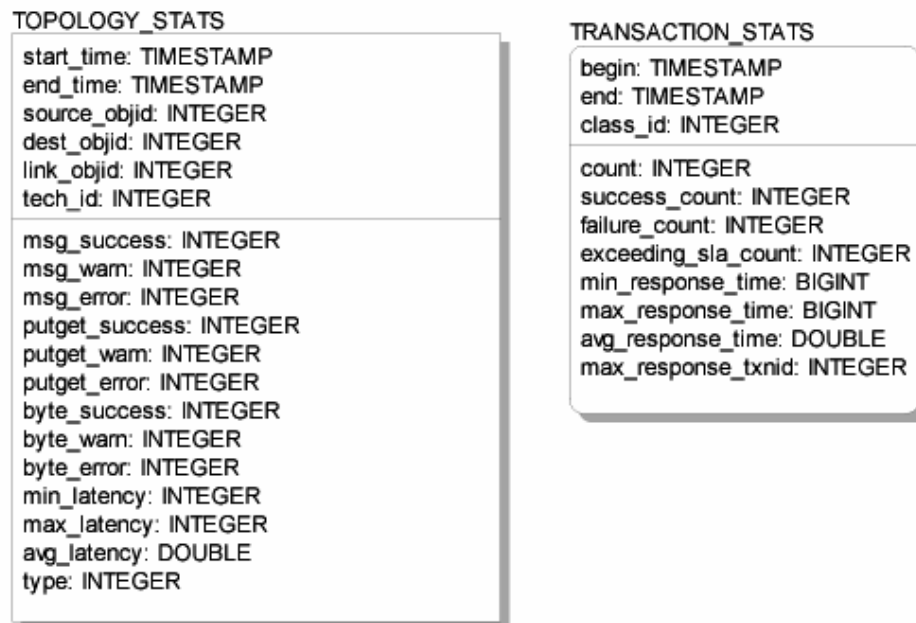 TOPOLOGY_STATS
start_time: TIMESTAMP
end_time: TIMESTAMP
source_objid: INTEGER
dest_objid: INTEGER
link_objid: INTEGER
tech_id: INTEGER
msg_success: INTEGER
msg_warn: INTEGER
msg_error: INTEGER
putget_success: INTEGER
putget_warn: INTEGER
putget_error: INTEGER
byte_success: INTEGER
byte_warn: INTEGER
byte_error: INTEGER
min_latency: INTEGER
max_latency: INTEGER
avg_latency: DOUBLE
type: INTEGER
TRANSACTION_STATS
begin: TIMESTAMP
end: TIMESTAMP
class_id: INTEGER
count: INTEGER
success_count: INTEGER
failure_count: INTEGER
exceeding_sla_count: INTEGER
min_response_time: BIGINT
max_response_time: BIGINT
avg_response_time: DOUBLE
max_response_txnid: INTEGER